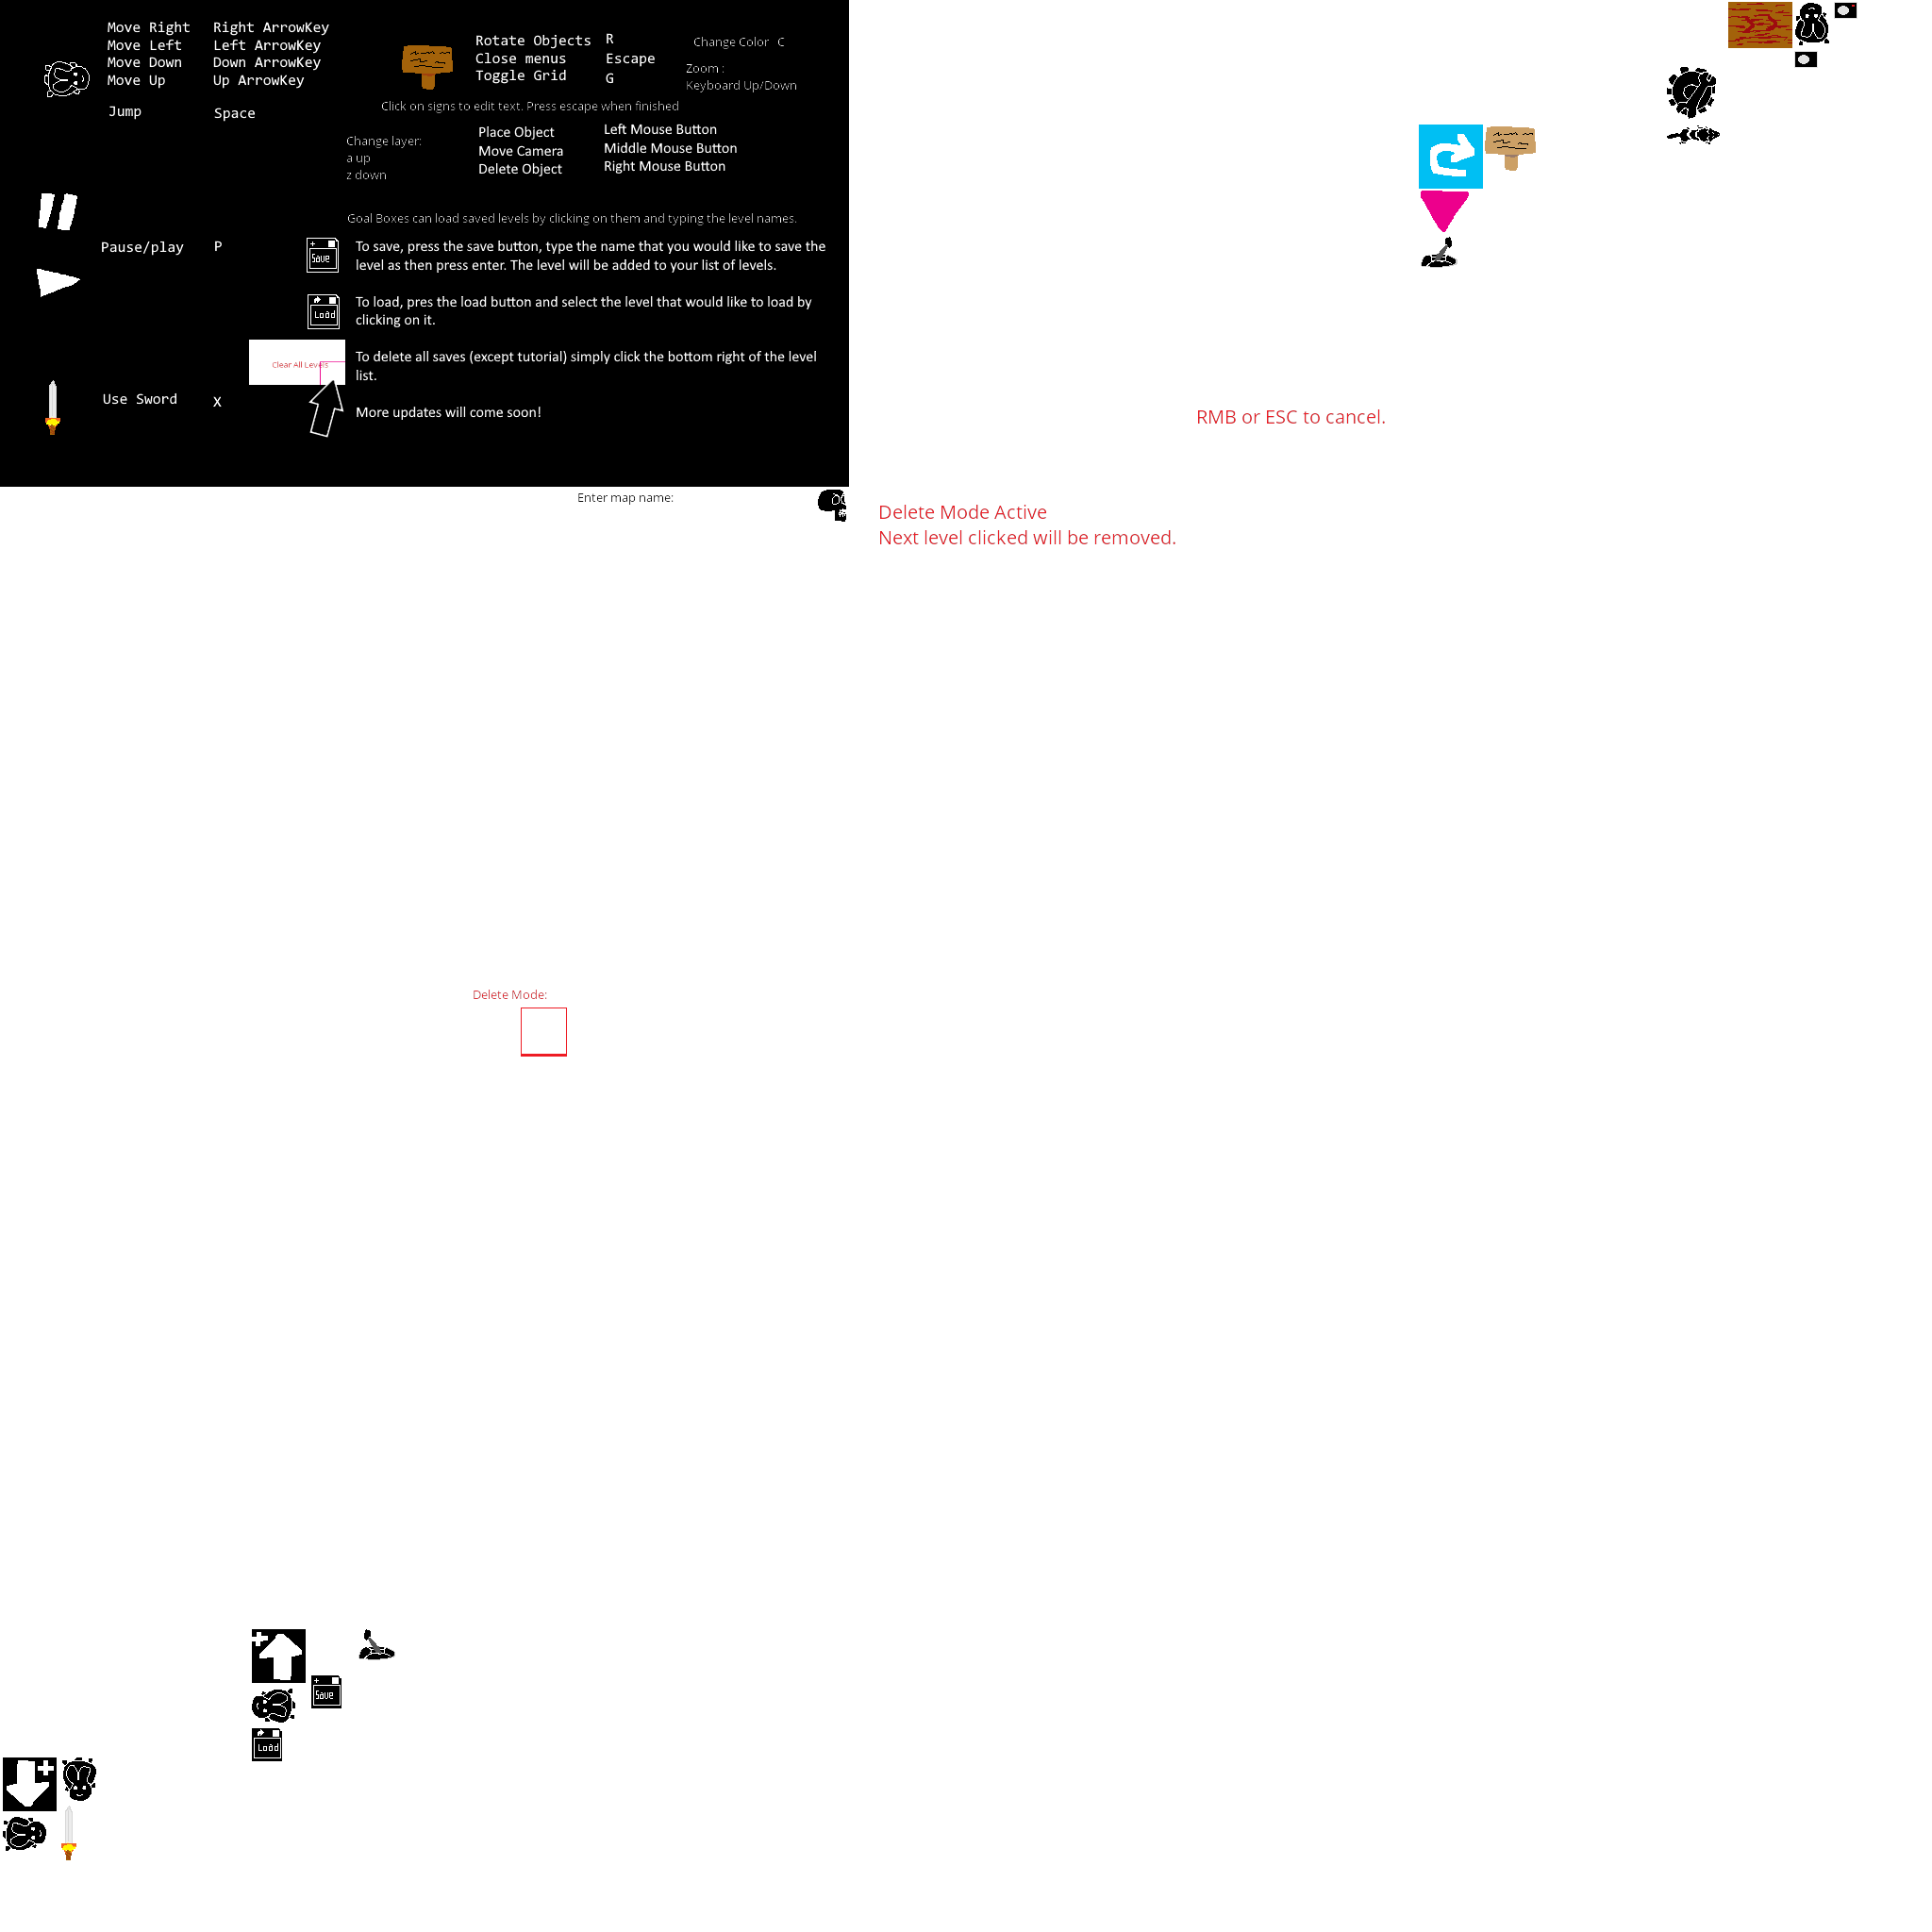 Move Right Right ArrowKey
Move Left Left ArrowKey
Move Down Down ArrowKey
Move Up Up ArrowKey
Jump Space
Rotate Objects R
Close menus Escape
Toggle Grid G
Change Color C
Zoom :
Keyboard Up/Down
Click on signs to edit text. Press escape when finished
Change layer:
a up
z down
Place Object Left Mouse Button
Move Camera Middle Mouse Button
Delete Object Right Mouse Button
Goal Boxes can load saved levels by clicking on them and typing the level names.
Pause/play P
Save
To save, press the save button, type the name that you would like to save the
level as then press enter. The level will be added to your list of levels.
Load
To load, pres the load button and select the level that would like to load by
clicking on it.
Clear All Levels
To delete all saves (except tutorial) simply click the bottom right of the level
list.
Use Sword X
More updates will come soon!
RMB or ESC to cancel.
Enter map name:
Delete Mode Active
Next level clicked will be removed.
Delete Mode:
Save
Load